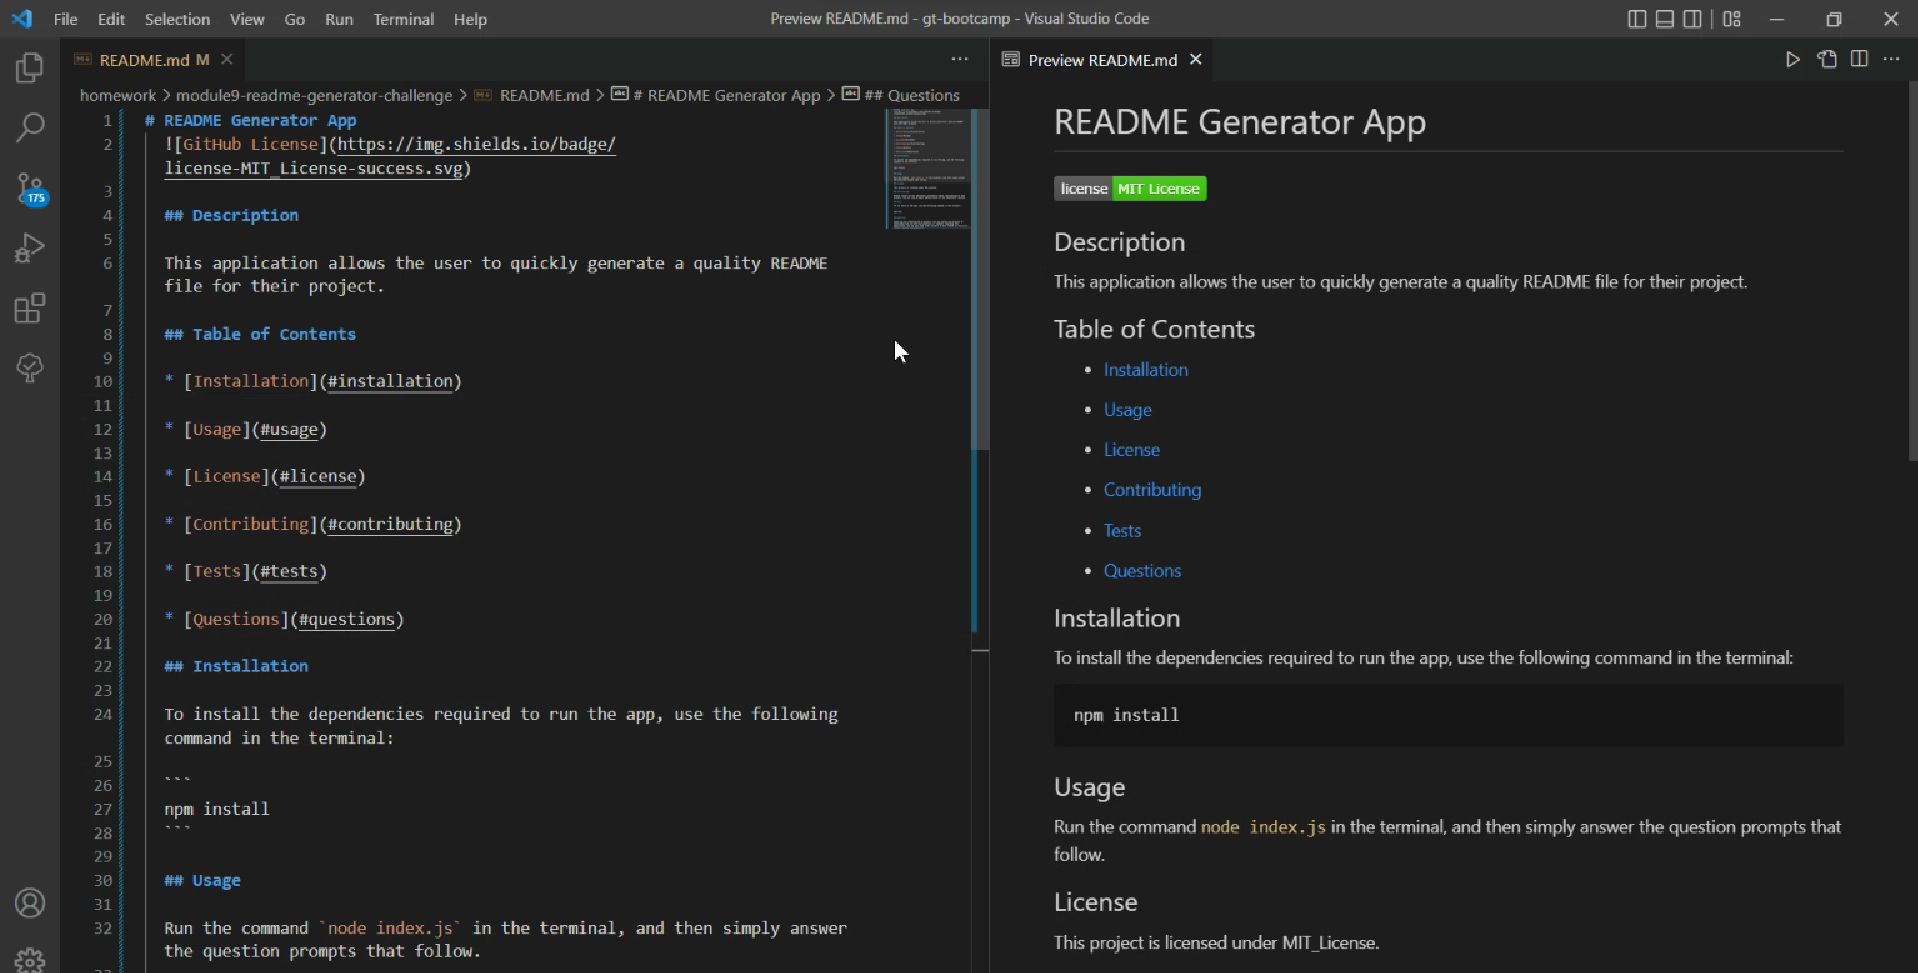 File Edit Selection View Go Run Terminal Help
Preview README.md - gt-bootcamp - Visual Studio Code
README.md M
homework > module9-readme-generator-challenge > README.md > # README Generator App > ## Questions
175
1 # README Generator App
2 ![GitHub License](https://img.shields.io/badge/
license-MIT_License-success.svg)
3
4 ## Description
5
6 This application allows the user to quickly generate a quality README
file for their project.
7
8 ## Table of Contents
9
10 * [Installation](#installation)
11
12 * [Usage](#usage)
13
14 * [License](#license)
15
16 * [Contributing](#contributing)
17
18 * [Tests](#tests)
19
20 * [Questions](#questions)
21
22 ## Installation
23
24 To install the dependencies required to run the app, use the following
command in the terminal:
25
26 ```
27 npm install
28 ```
29
30 ## Usage
31
32 Run the command `node index.js` in the terminal, and then simply answer
the question prompts that follow.
Preview README.md
README Generator App
license MIT License
Description
This application allows the user to quickly generate a quality README file for their project.
Table of Contents
• Installation
• Usage
• License
• Contributing
• Tests
• Questions
Installation
To install the dependencies required to run the app, use the following command in the terminal:
npm install
Usage
Run the command node index.js in the terminal, and then simply answer the question prompts that
follow.
License
This project is licensed under MIT_License.